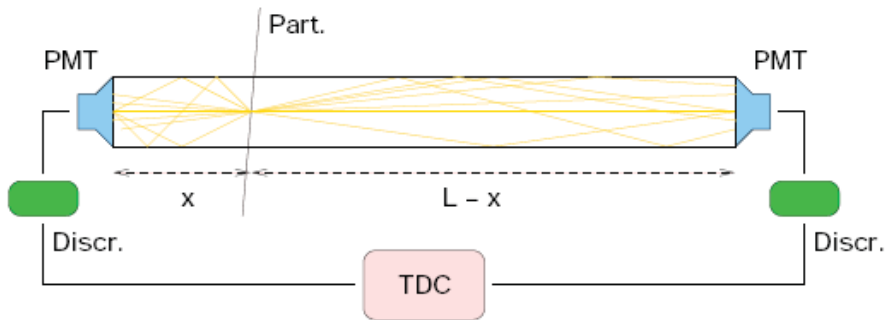 Part.
PMT
PMT
x
L – x
Discr.
Discr.
TDC